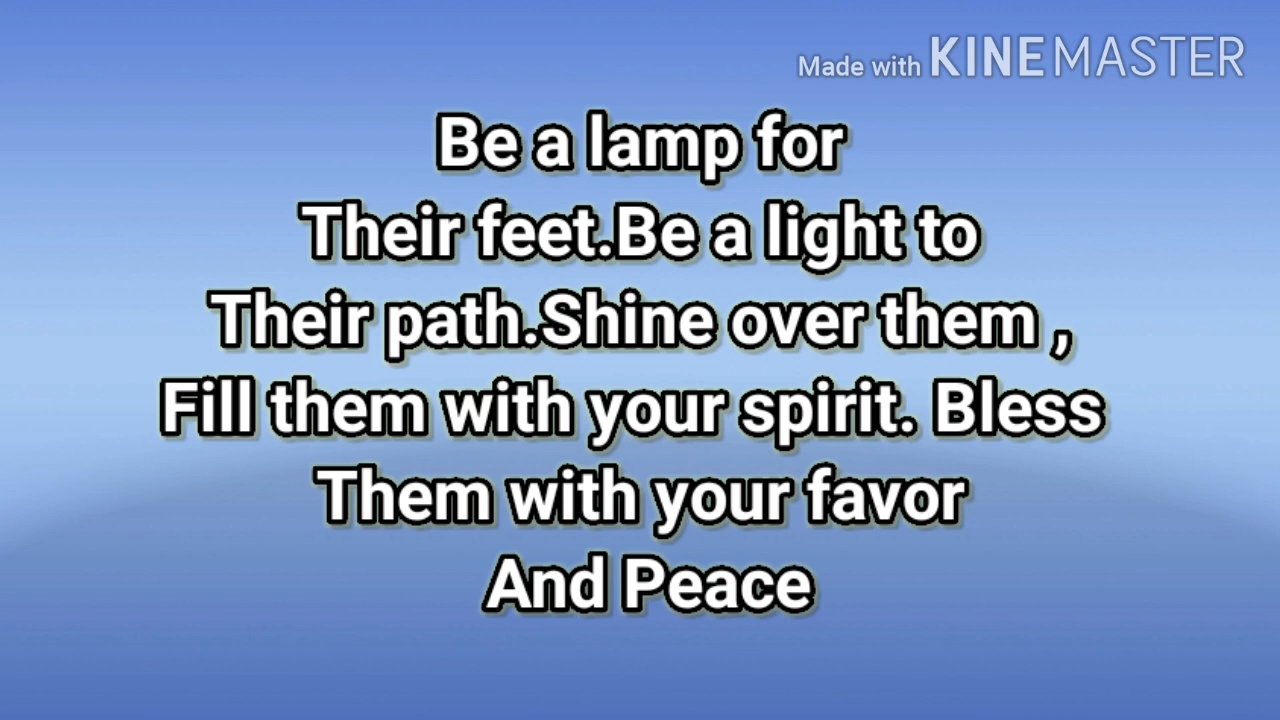 Made with KINEMASTER
Be a lamp for
Their feet.Be a light to
Their path.Shine over them ,
Fill them with your spirit. Bless
Them with your favor
And Peace